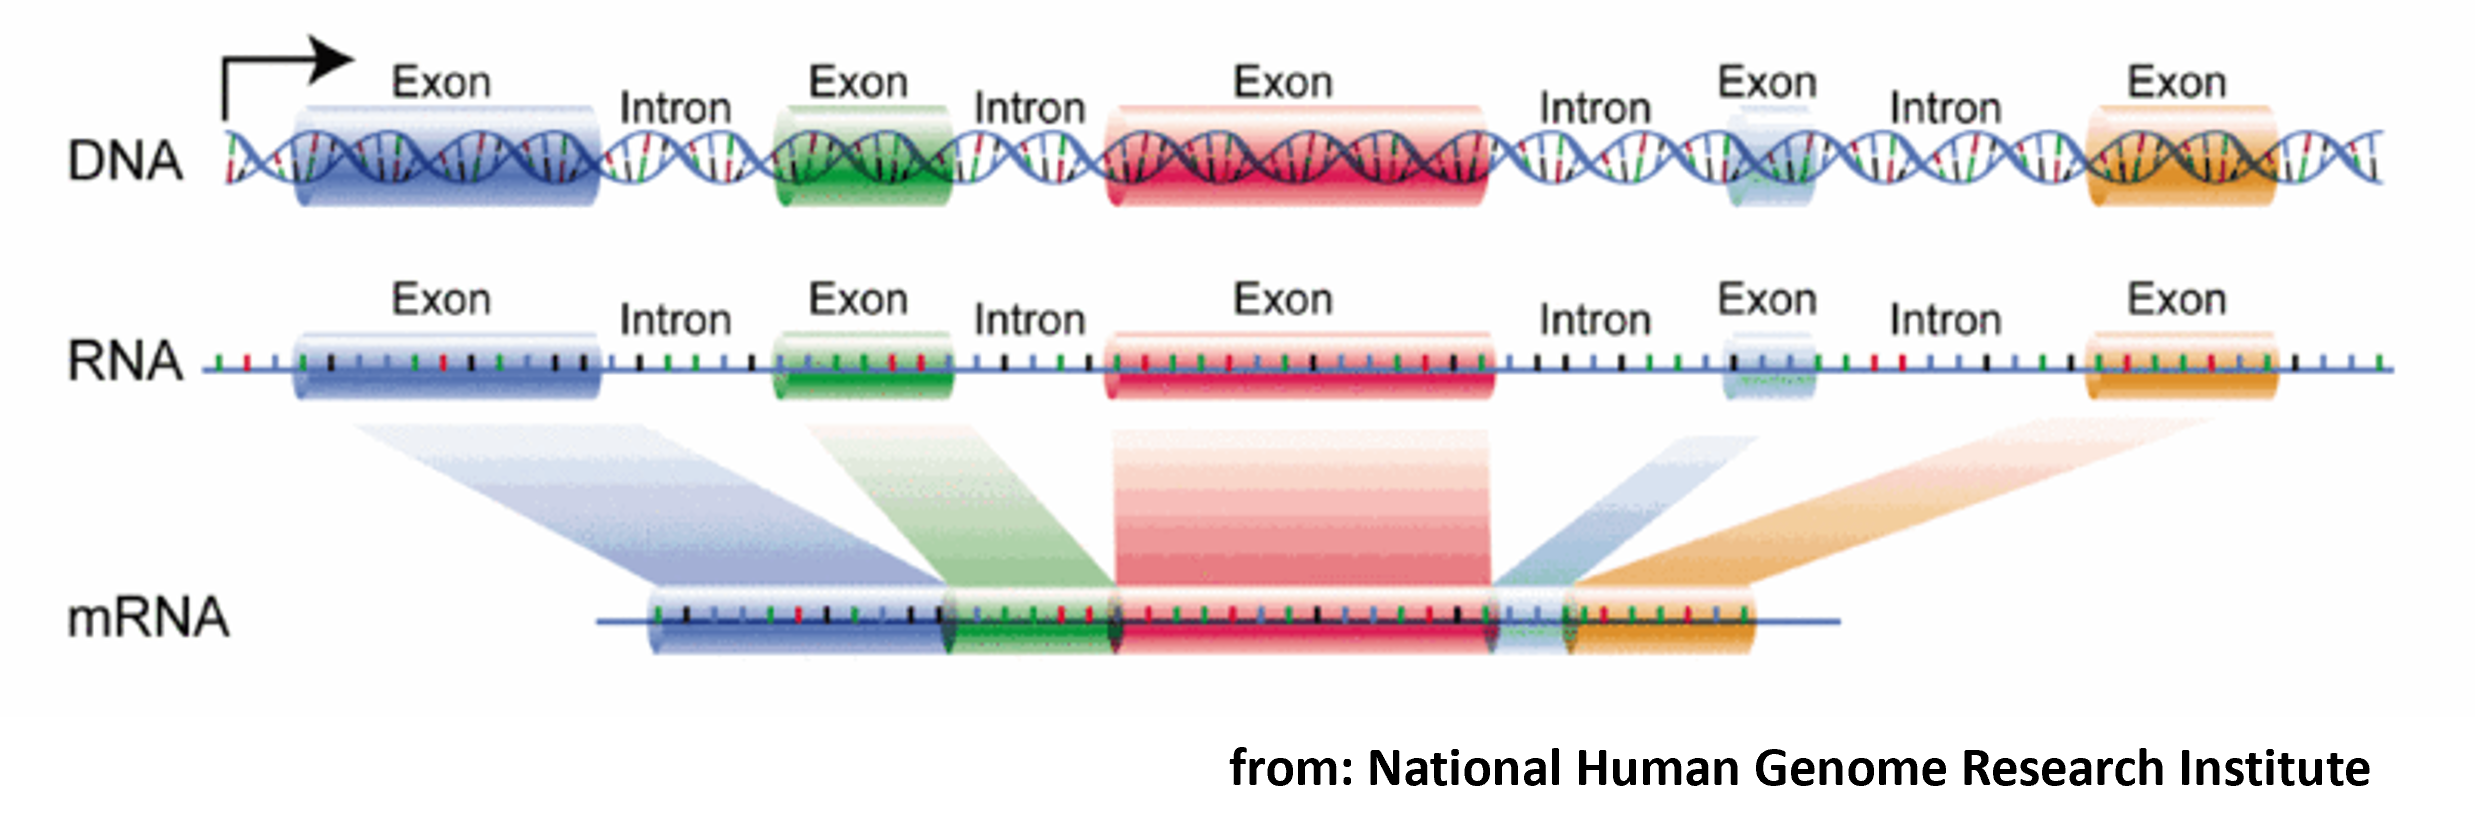 Exon Intron Exon Intron Exon Intron Exon Intron Exon
DNA
Exon Intron Exon Intron Exon Intron Exon Intron Exon
RNA
mRNA
from: National Human Genome Research Institute